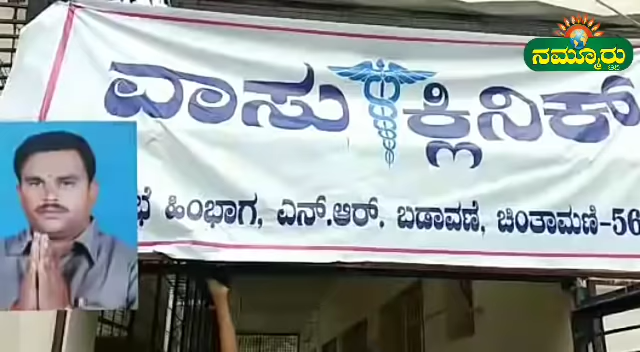 ನಮ್ಮೂರು
ವಾಸು ಕ್ಲಿನಿಕ್
ಹಿಂಭಾಗ, ಎನ್.ಆರ್. ಬಡಾವಣೆ, ಚಿಂತಾಮಣಿ-56